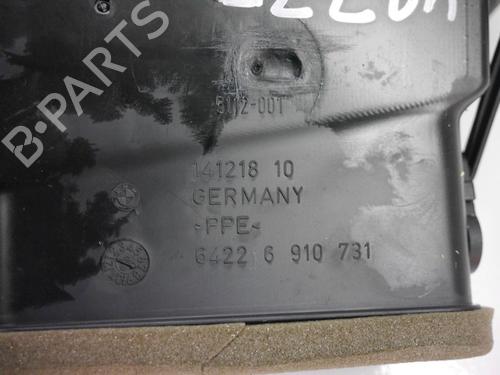 B-PARTS
5112-001
141218 10
GERMANY
>PPE<
6422 6 910 731